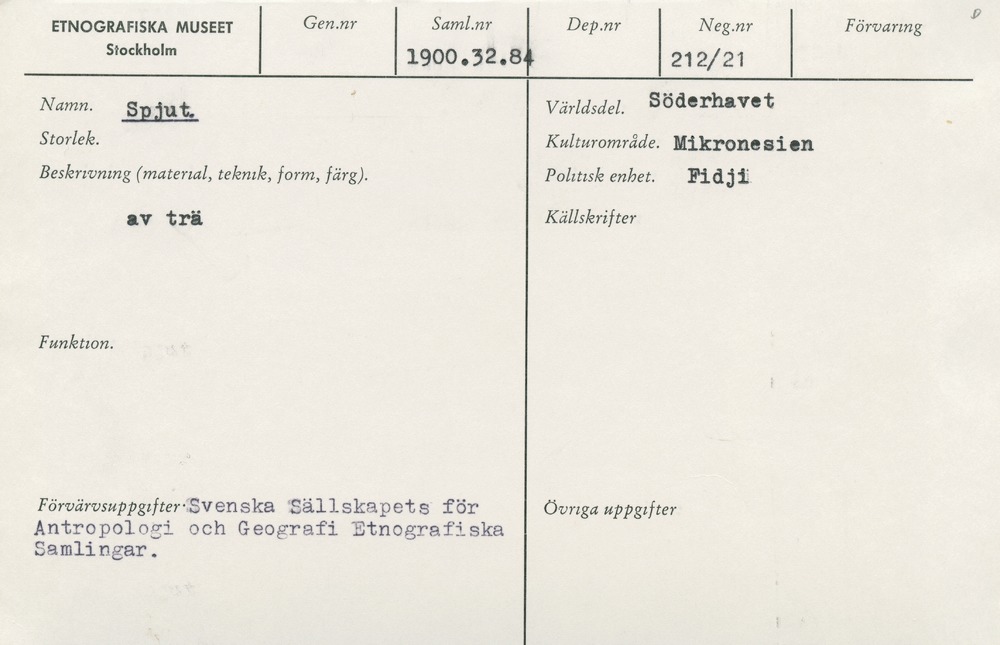 ETNOGRAFISKA MUSEET
Stockholm
Gen.nr
Saml.nr
1900.32.84
Dep.nr
Neg.nr
212/21
Förvaring
D
Namn. Spjut.
Storlek.
Beskrivning (material, teknik, form, färg).
av trä
Funktion.
Förvärvsuppgifter. Svenska Sällskapets för
Antropologi och Geografi Etnografiska
Samlingar.
Världsdel. Söderhavet
Kulturområde. Mikronesien
Politisk enhet. Fidji
Källskrifter
Övriga uppgifter